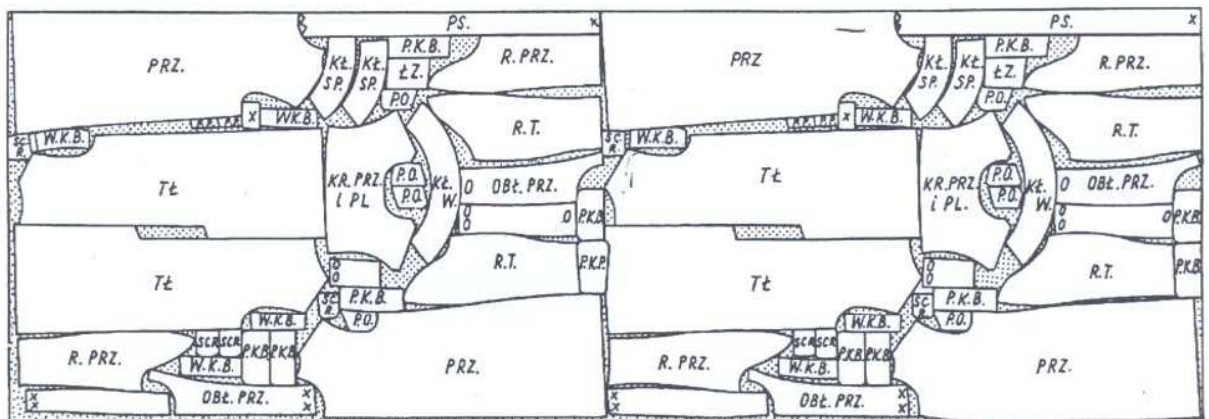 PS. x
PRZ.
KŁ.
SP.
KŁ.
SP.
P.K.B.
ŁZ.
P.O.
R. PRZ.
x
W.K.B.
R.T.
SC
R.
W.K.B.
TŁ
KR. PRZ.
i PŁ
P.O.
P.O.
KŁ.
W.
O OBŁ. PRZ.
O
O
O
P.K.B.
TŁ
O
O
R.T.
P.K.P.
SC
R.
P.K.B.
P.O.
W.K.B.
SCR
SCR
P.K.B
P.K.B
R. PRZ.
W.K.B.
PRZ.
x
x
OBŁ. PRZ.
x
x
PS. x
PRZ
KŁ.
SP.
KŁ.
SP.
P.K.B.
ŁZ.
P.O.
R. PRZ.
x
W.K.B.
R.T.
SC
R.
W.K.B.
TŁ
KR. PRZ.
i PL.
P.O.
P.O.
KŁ.
W.
O OBŁ. PRZ.
O
O
O
P.K.B.
TŁ
O
O
R.T.
P.K.B.
SC
R.
P.K.B.
P.O.
W.K.B.
SCR
SCR
P.K.B
P.K.B
R. PRZ.
W.K.B.
PRZ.
x
x
OBŁ. PRZ.
x
x